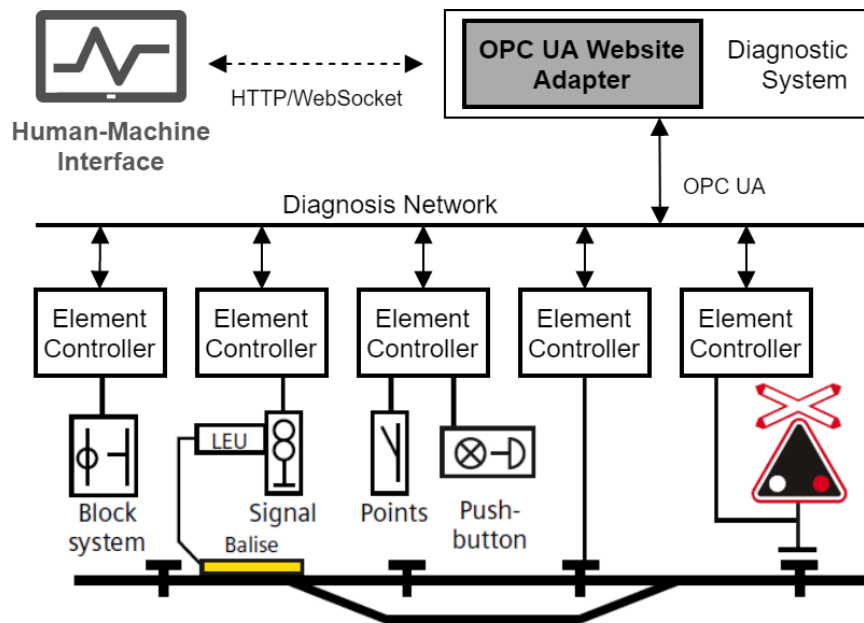 OPC UA Website
Adapter
Diagnostic
System
HTTP/WebSocket
Human-Machine
Interface
OPC UA
Diagnosis Network
Element
Controller
Element
Controller
Element
Controller
Element
Controller
Element
Controller
LEU
Block
system
Signal
Points
Push-
button
Balise